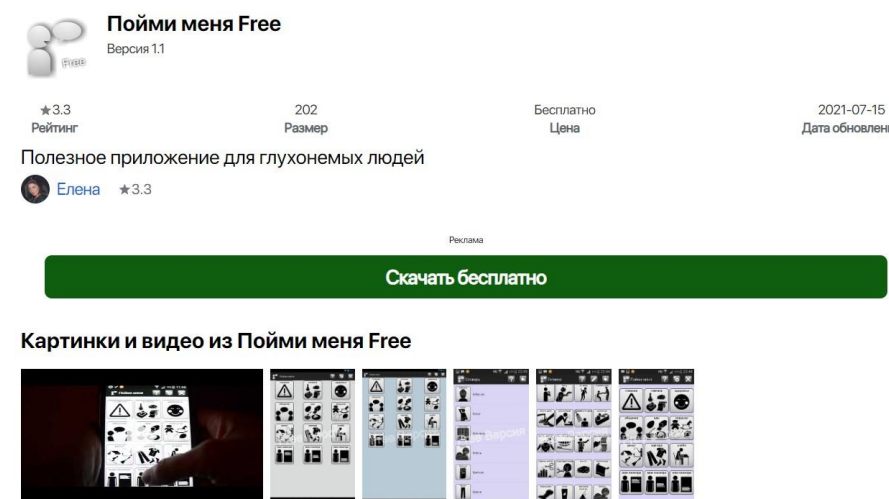 Пойми меня Free
Версия 1.1
Free
★3.3
202
Бесплатно
2021-07-15
Рейтинг
Размер
Цена
Дата обновлен
Полезное приложение для глухонемых людей
Елена ★3.3
Реклама
Скачать бесплатно
Картинки и видео из Пойми меня Free